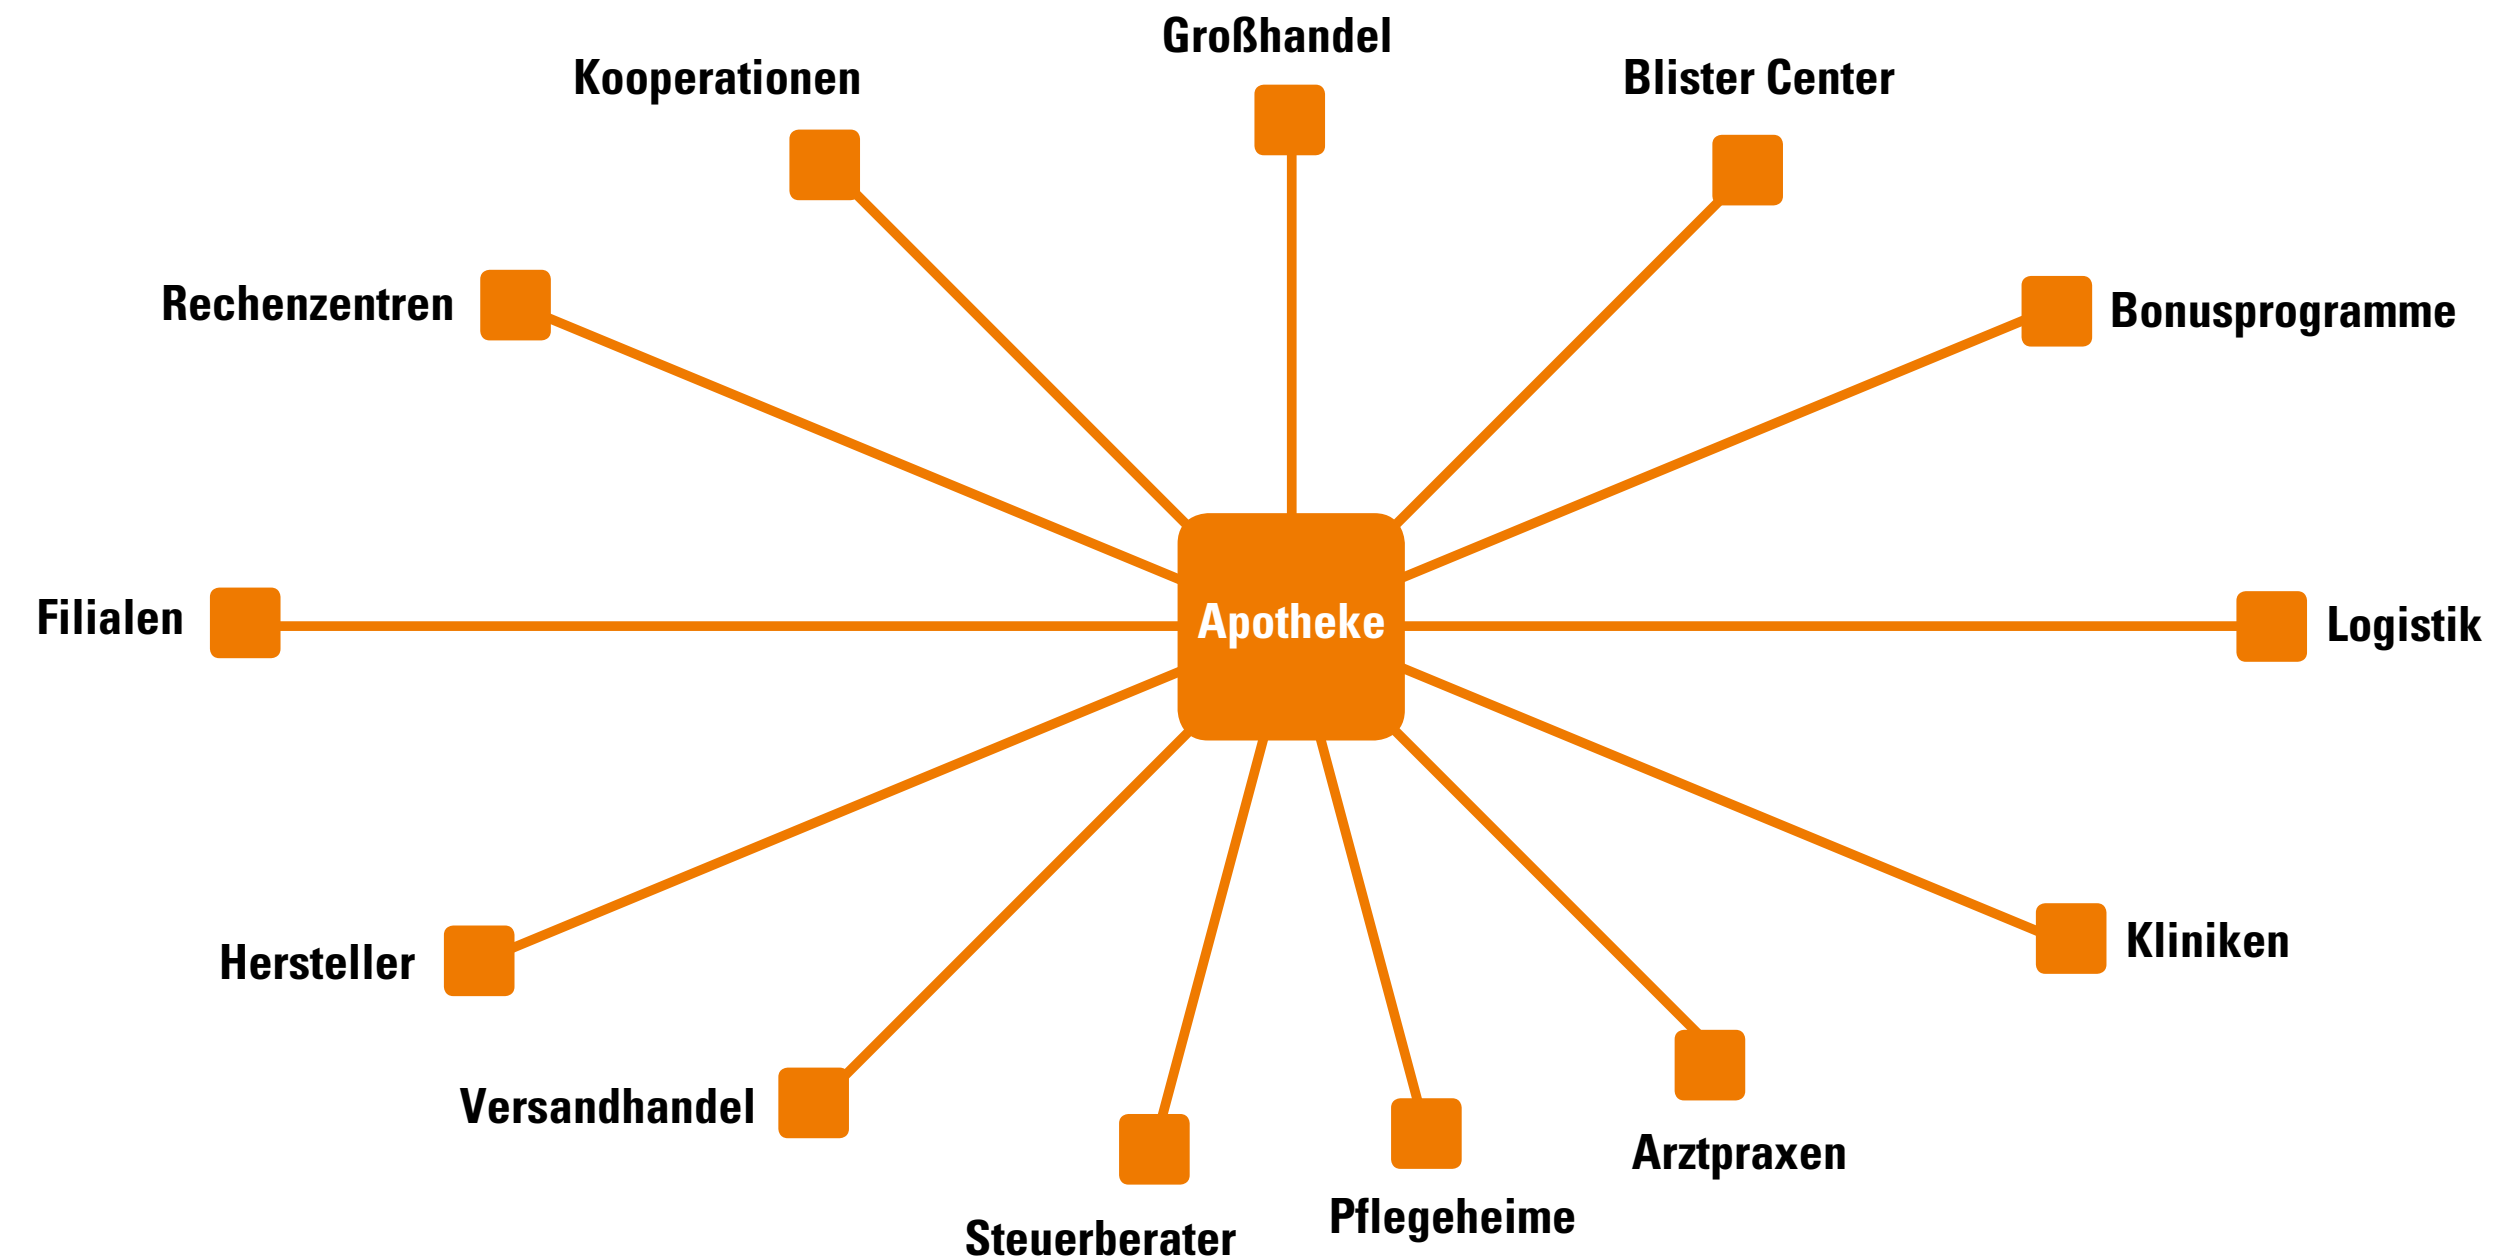 Großhandel
Kooperationen
Blister Center
Rechenzentren
Bonusprogramme
Filialen
Apotheke
Logistik
Hersteller
Kliniken
Versandhandel
Arztpraxen
Pflegeheime
Steuerberater